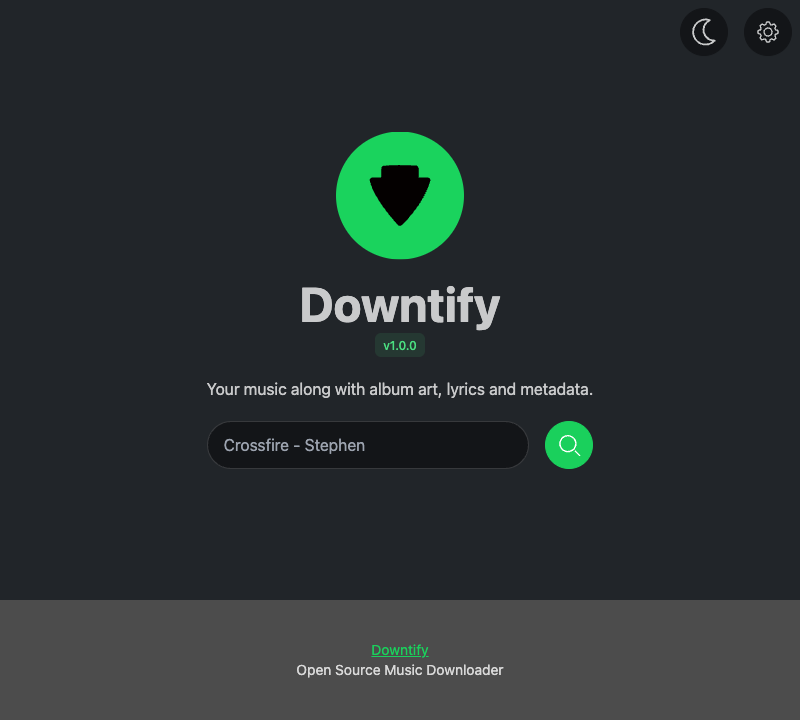 Downtify
v1.0.0
Your music along with album art, lyrics and metadata.
Crossfire - Stephen
Downtify
Open Source Music Downloader